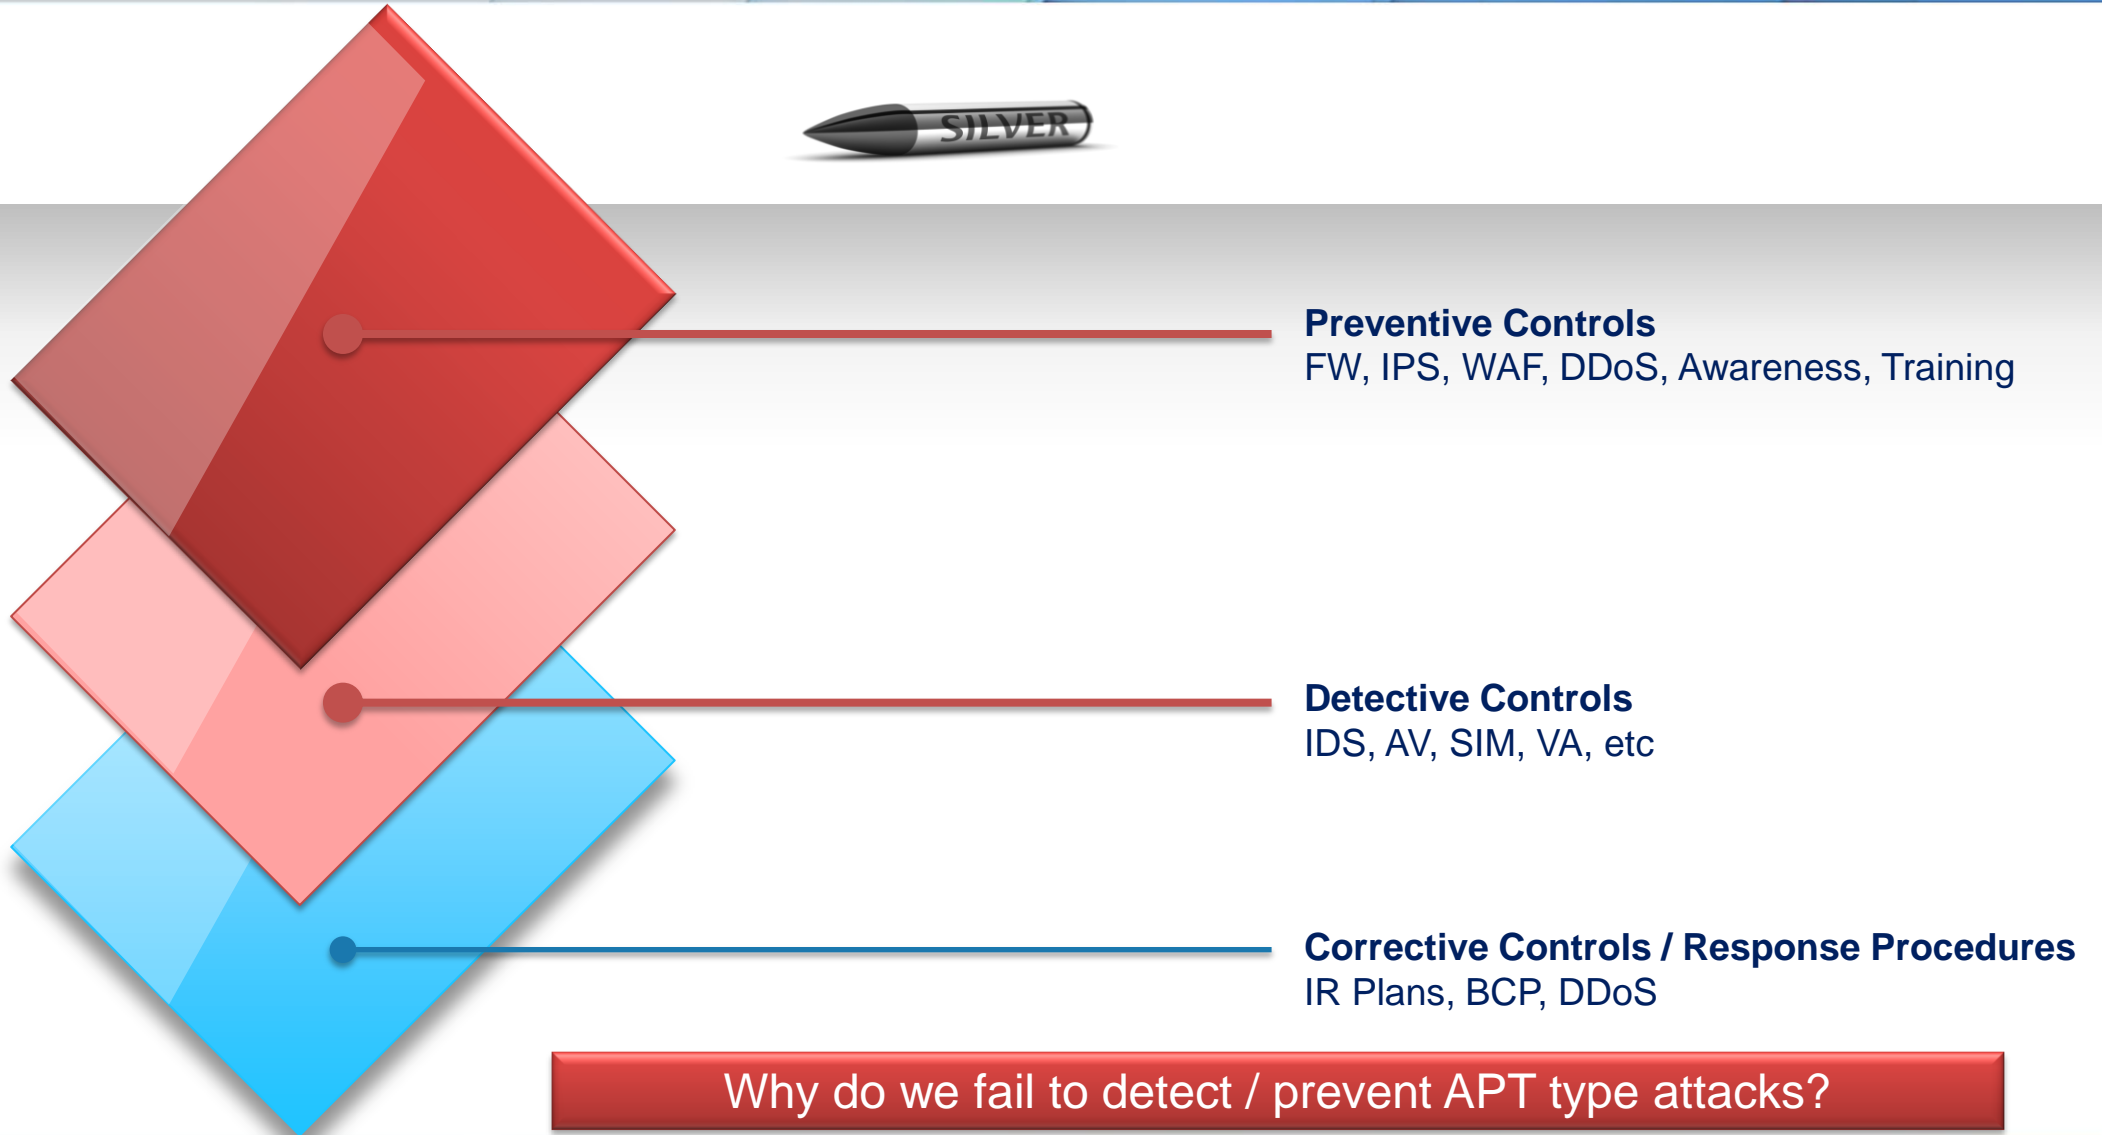 SILVER
Preventive Controls
FW, IPS, WAF, DDoS, Awareness, Training
Detective Controls
IDS, AV, SIM, VA, etc
Corrective Controls / Response Procedures
IR Plans, BCP, DDoS
Why do we fail to detect / prevent APT type attacks?